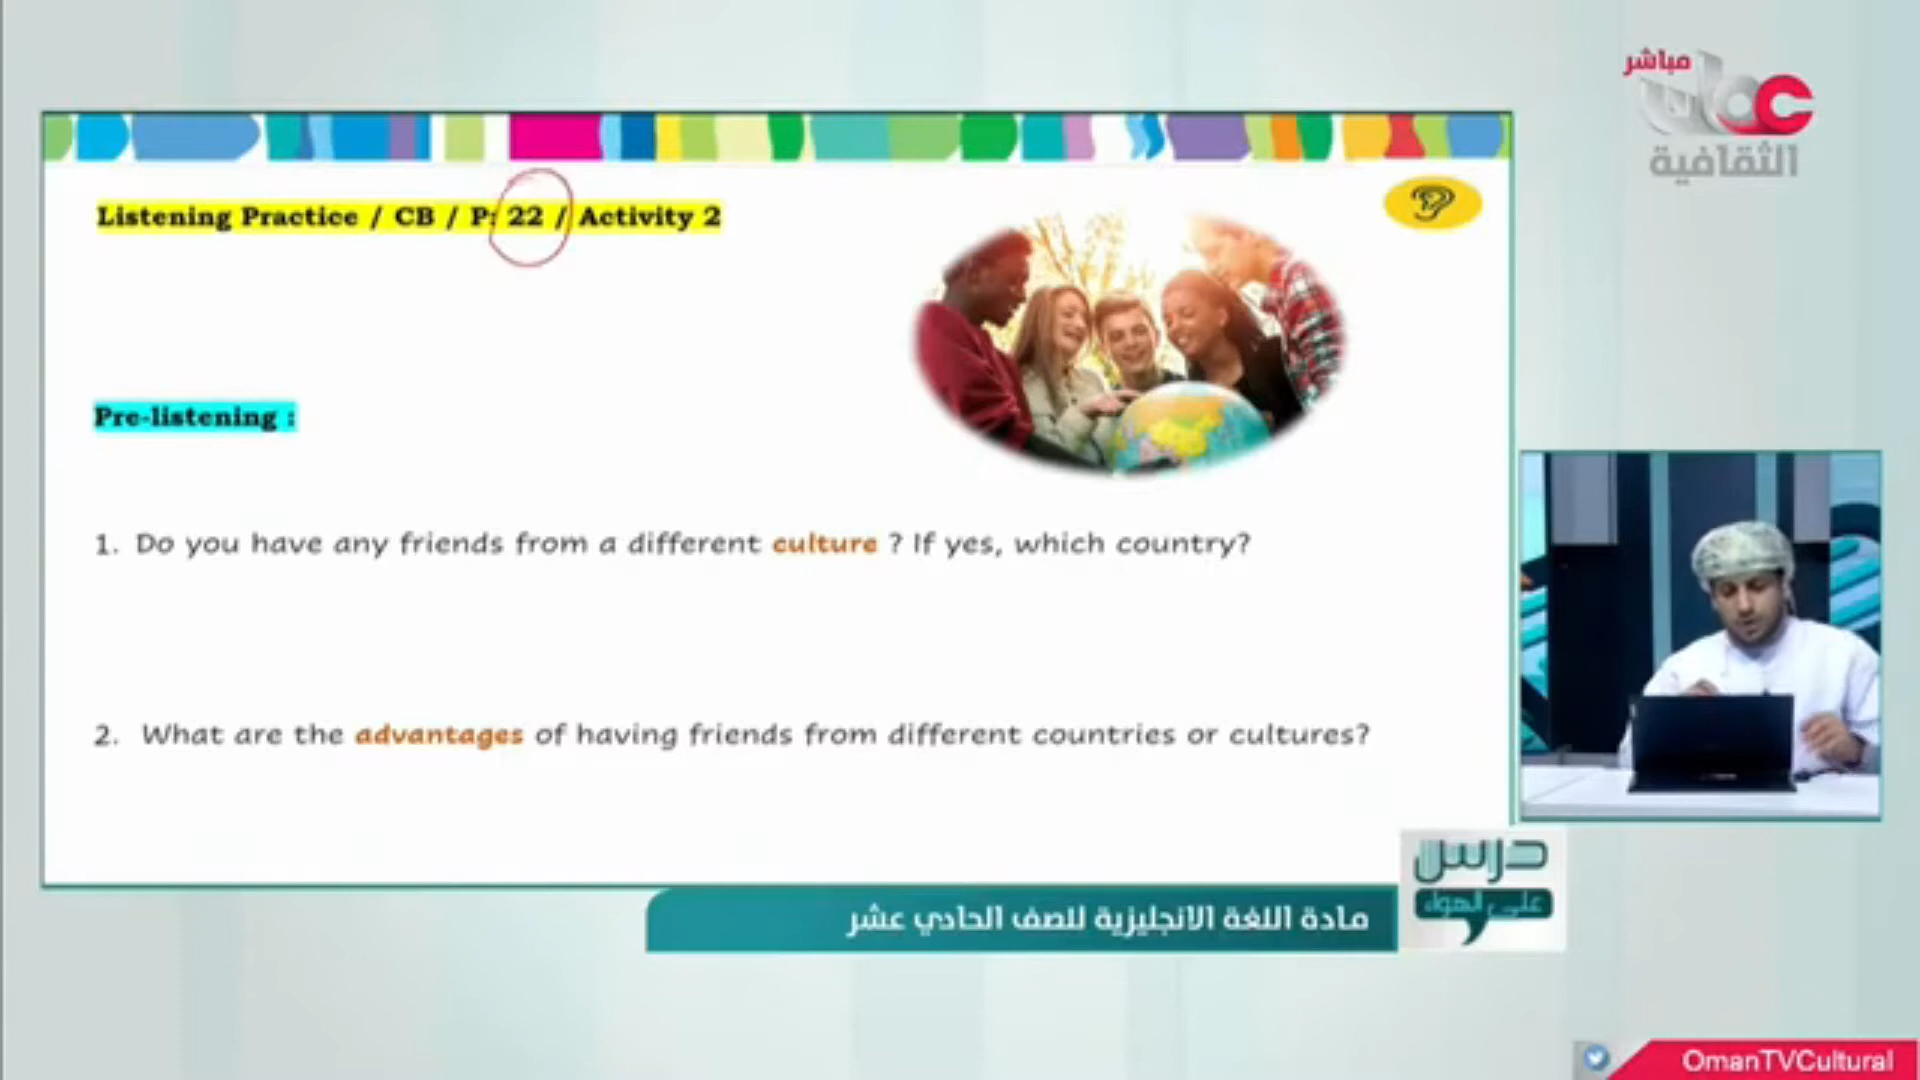 مباشر
الثقافية
Listening Practice / CB / P: 22 / Activity 2
Pre-listening :
1. Do you have any friends from a different culture ? If yes, which country?
2. What are the advantages of having friends from different countries or cultures?
درس
على الهواء
مادة اللغة الانجليزية للصف الحادي عشر
OmanTVCultural